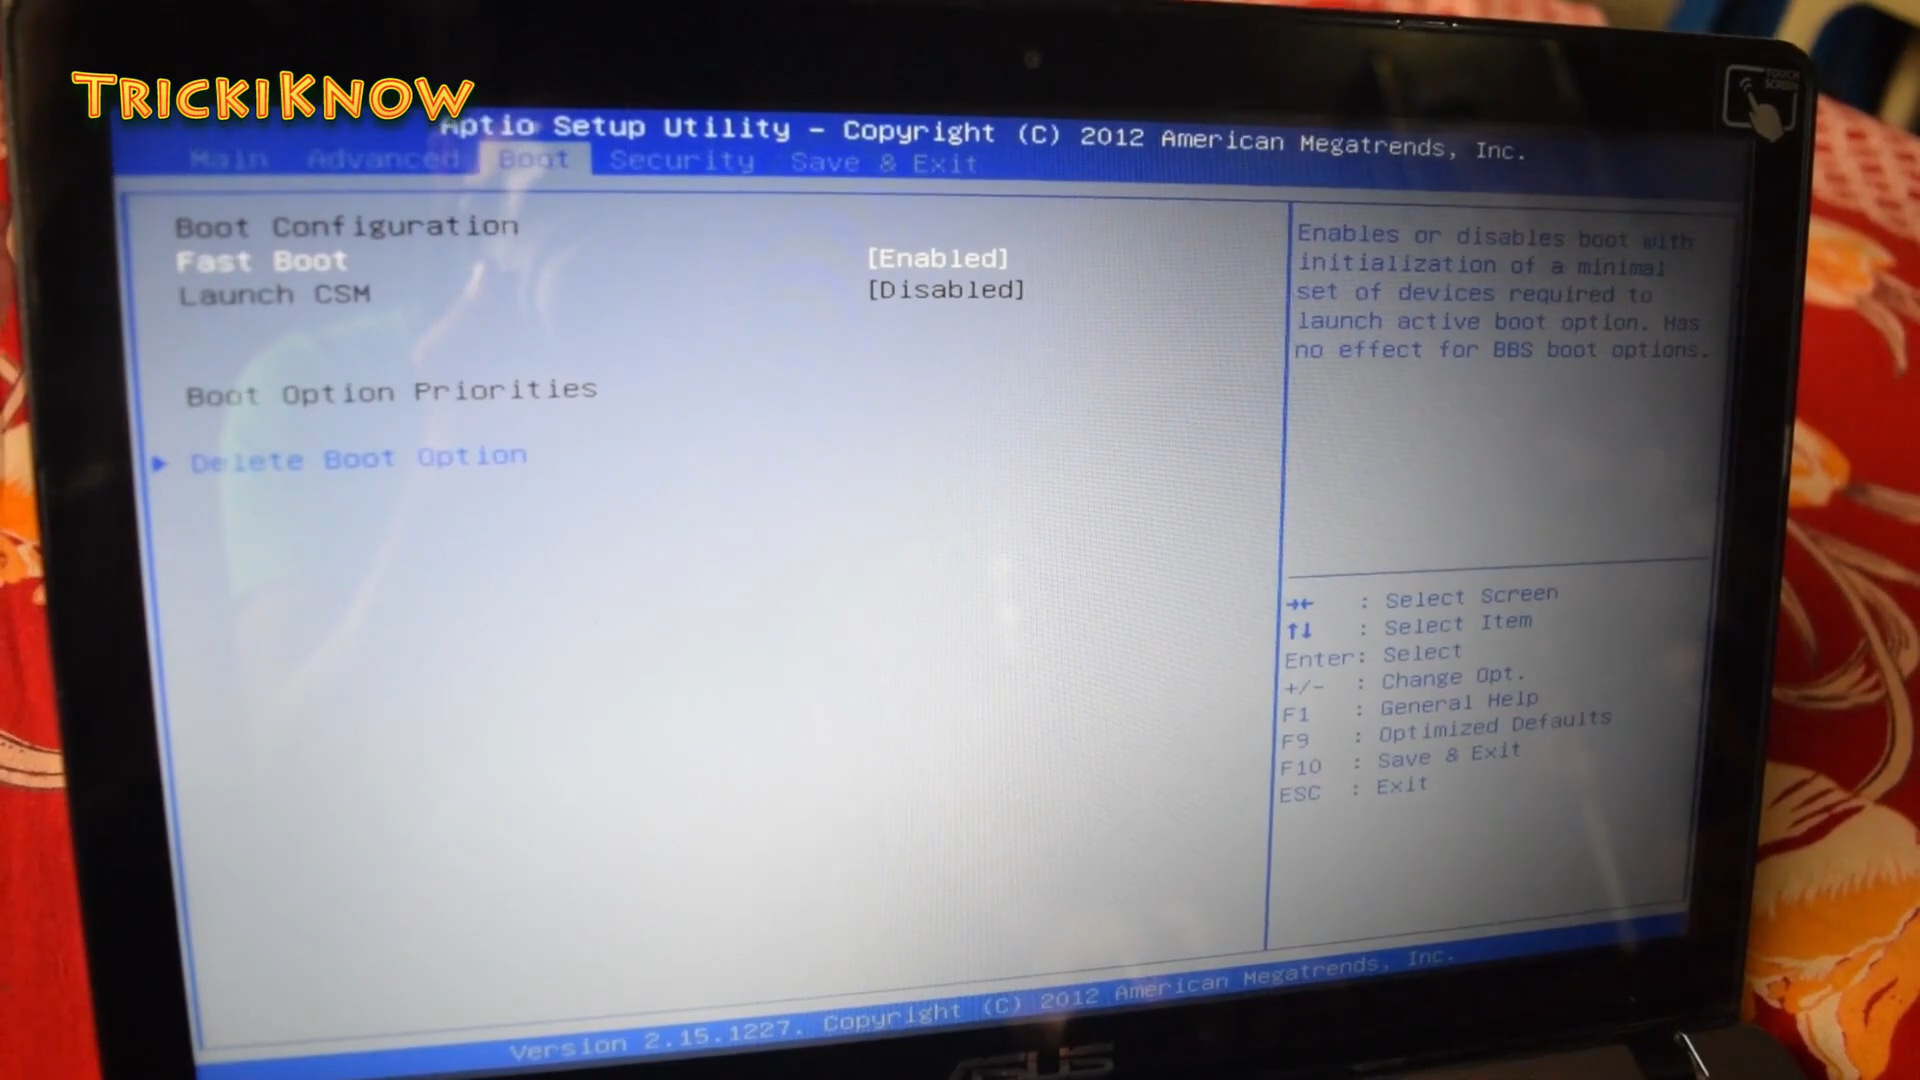 TRICKIKNOW
Aptio Setup Utility - Copyright (C) 2012 American Megatrends, Inc.
Main Advanced Boot Security Save & Exit
Boot Configuration
Fast Boot [Enabled]
Launch CSM [Disabled]
Boot Option Priorities
Delete Boot Option
Enables or disables boot with
initialization of a minimal
set of devices required to
launch active boot option. Has
no effect for BBS boot options.
→← : Select Screen
↑↓ : Select Item
Enter: Select
+/- : Change Opt.
F1 : General Help
F9 : Optimized Defaults
F10 : Save & Exit
ESC : Exit
Version 2.15.1227. Copyright (C) 2012 American Megatrends, Inc.
TOUCH
SCREEN
ASUS